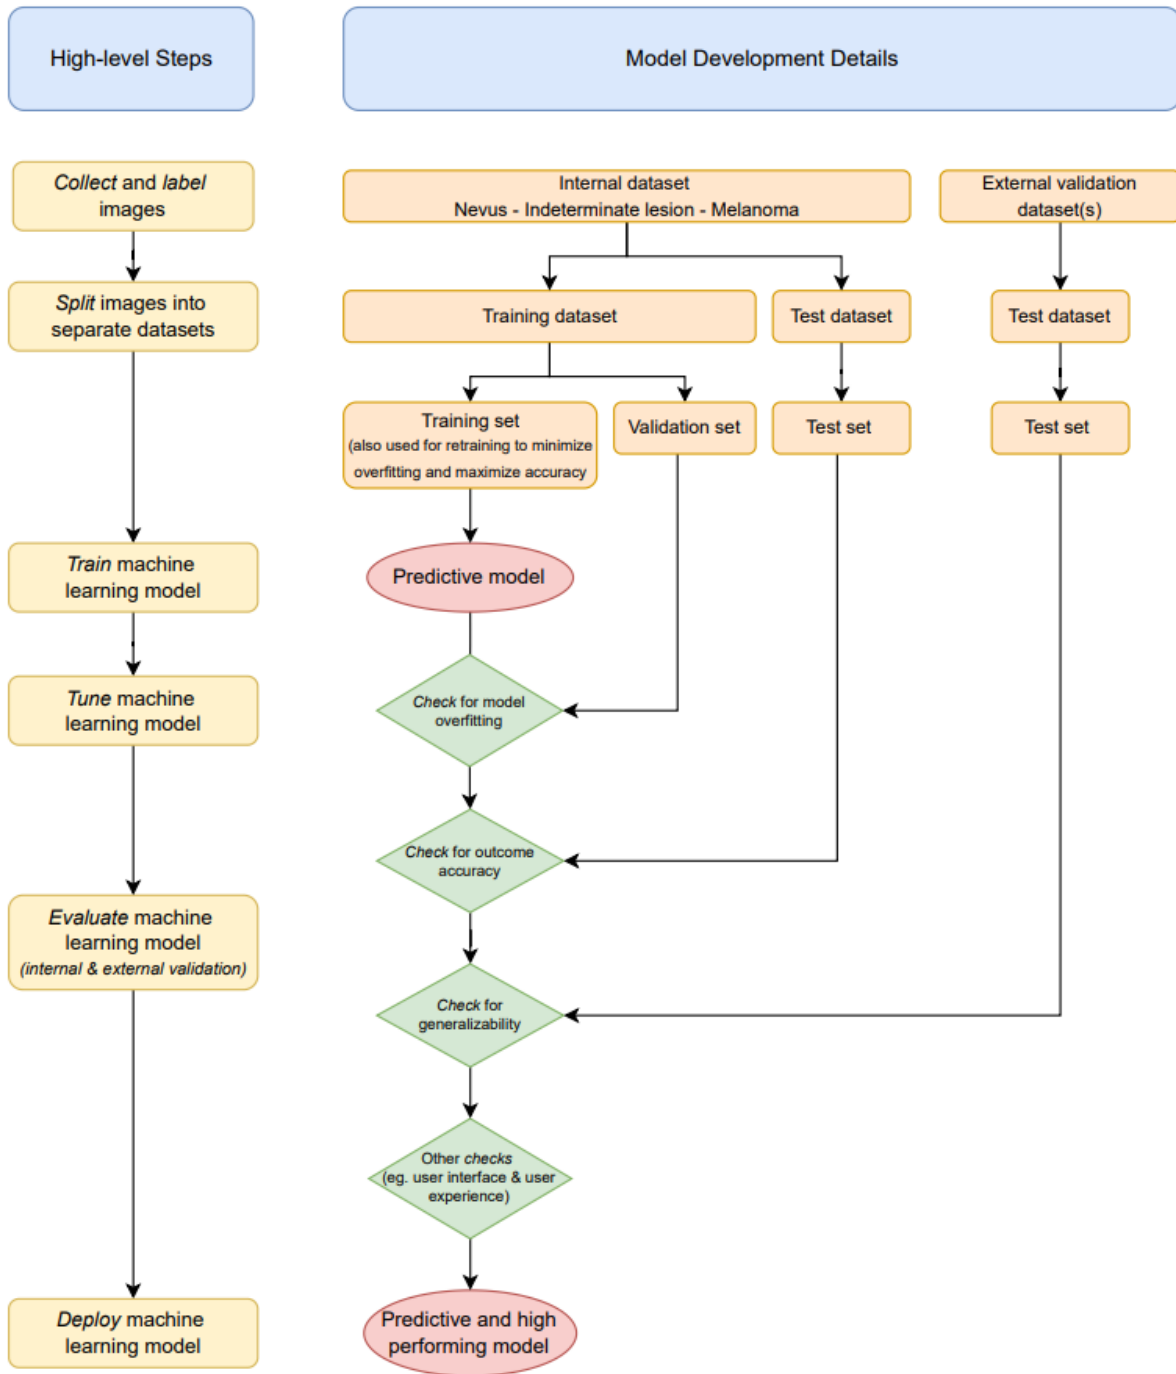 High-level Steps
Model Development Details
Collect and label
images
Internal dataset
Nevus - Indeterminate lesion - Melanoma
External validation
dataset(s)
Split images into
separate datasets
Training dataset
Test dataset
Test dataset
Training set
(also used for retraining to minimize
overfitting and maximize accuracy
Validation set
Test set
Test set
Train machine
learning model
Predictive model
Tune machine
learning model
Check for model
overfitting
Check for outcome
accuracy
Evaluate machine
learning model
(internal & external validation)
Check for
generalizability
Other checks
(eg. user interface & user
experience)
Deploy machine
learning model
Predictive and high
performing model